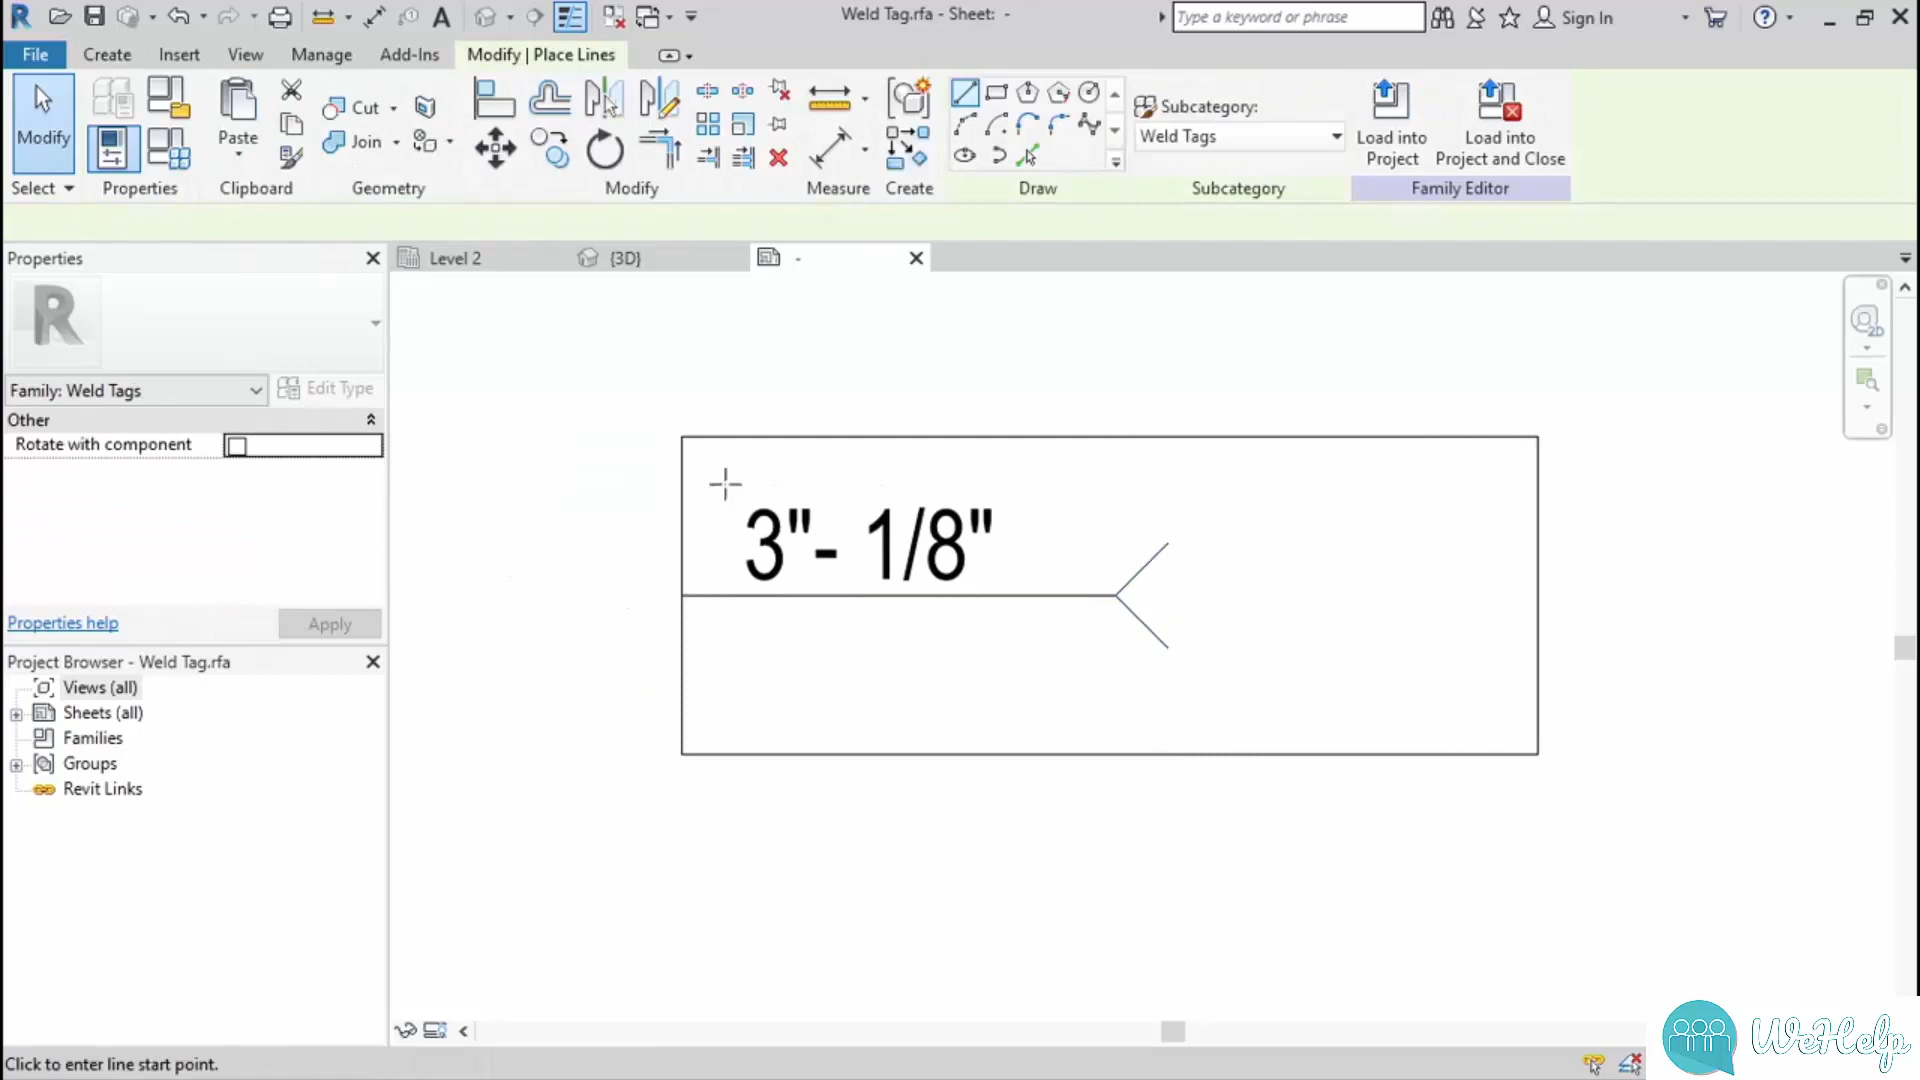 Weld Tag.rfa - Sheet: -
Type a keyword or phrase
Sign In
File
Create
Insert
View
Manage
Add-Ins
Modify | Place Lines
Modify
Paste
Cut
Join
Subcategory:
Weld Tags
Load into
Project
Load into
Project and Close
Select
Properties
Clipboard
Geometry
Modify
Measure
Create
Draw
Subcategory
Family Editor
Properties
Level 2
{3D}
-
R
2D
Family: Weld Tags
Edit Type
Other
Rotate with component
3"- 1/8"
Properties help
Apply
Project Browser - Weld Tag.rfa
Views (all)
Sheets (all)
Families
Groups
Revit Links
Click to enter line start point.
WeHelp